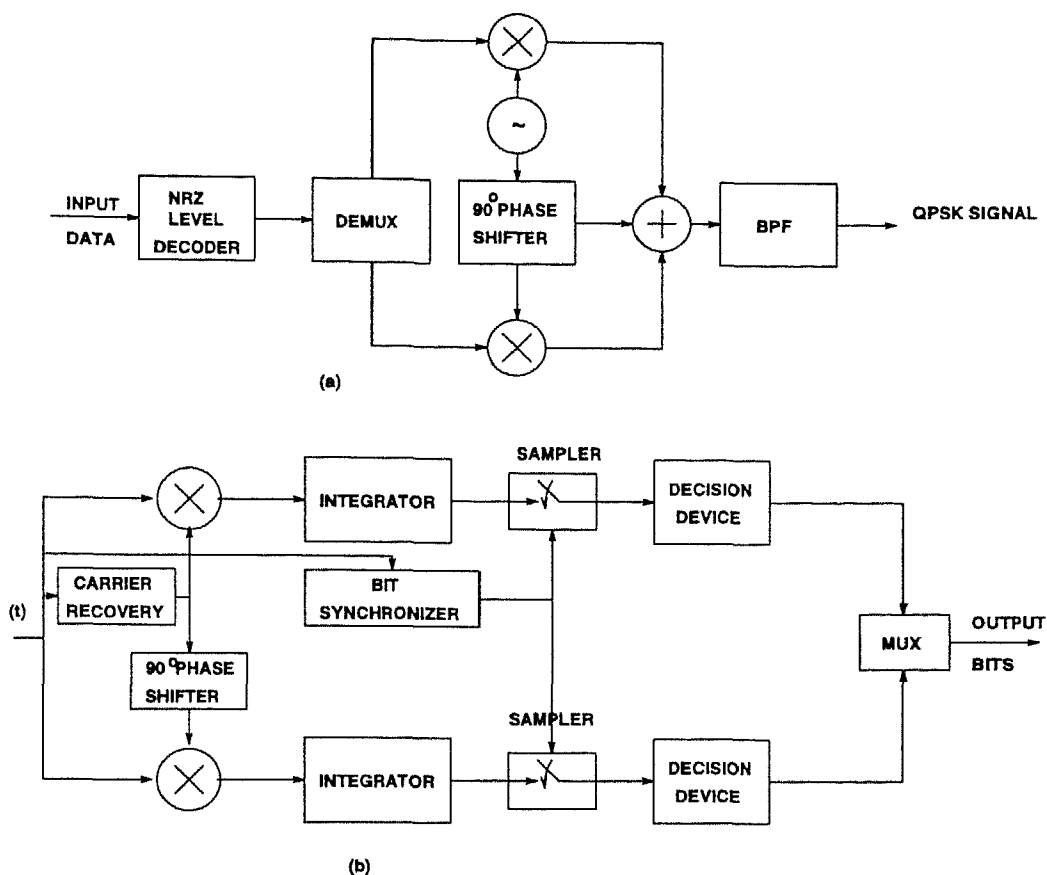 INPUT
DATA
NRZ
LEVEL
DECODER
DEMUX
~
90° PHASE
SHIFTER
+
BPF
QPSK SIGNAL
(a)
SAMPLER
INTEGRATOR
DECISION
DEVICE
(t)
CARRIER
RECOVERY
BIT
SYNCHRONIZER
90° PHASE
SHIFTER
MUX
OUTPUT
BITS
SAMPLER
INTEGRATOR
DECISION
DEVICE
(b)